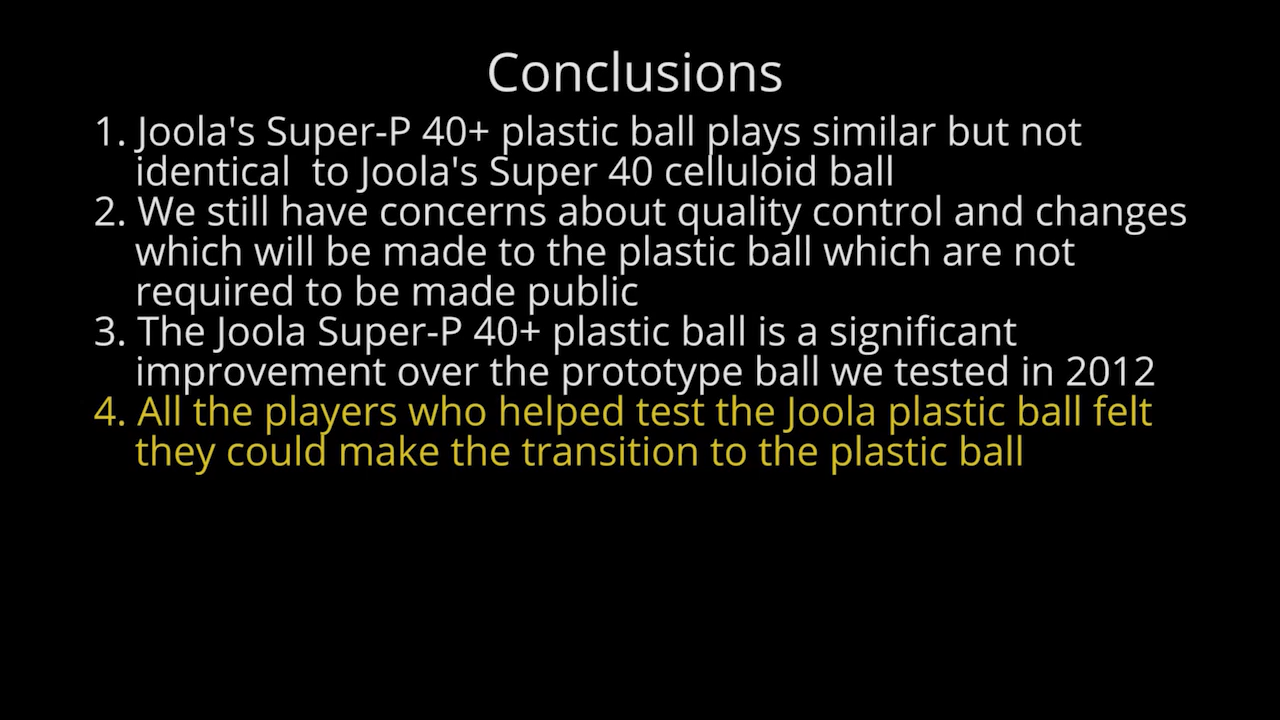 Conclusions
1. Joola's Super-P 40+ plastic ball plays similar but not
identical  to Joola's Super 40 celluloid ball
2. We still have concerns about quality control and changes
which will be made to the plastic ball which are not
required to be made public
3. The Joola Super-P 40+ plastic ball is a significant
improvement over the prototype ball we tested in 2012
4. All the players who helped test the Joola plastic ball felt
they could make the transition to the plastic ball